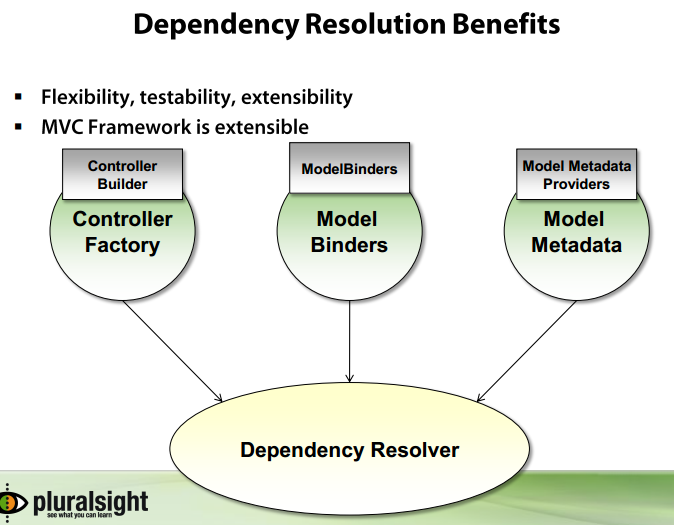 Dependency Resolution Benefits
Flexibility, testability, extensibility
MVC Framework is extensible
Controller
Builder
Controller
Factory
ModelBinders
Model
Binders
Model Metadata
Providers
Model
Metadata
Dependency Resolver
pluralsight
see what you can learn